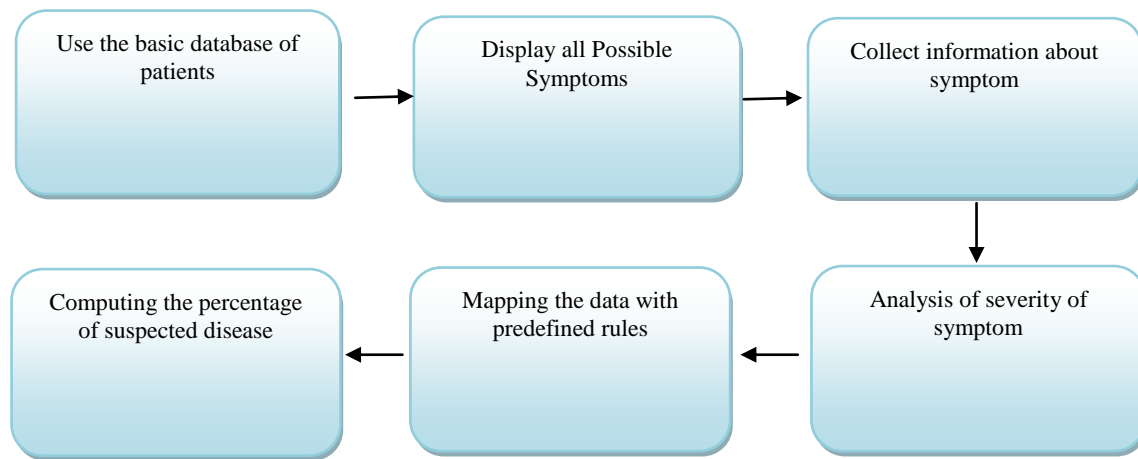 Use the basic database of
patients
Display all Possible
Symptoms
Collect information about
symptom
Analysis of severity of
symptom
Mapping the data with
predefined rules
Computing the percentage
of suspected disease